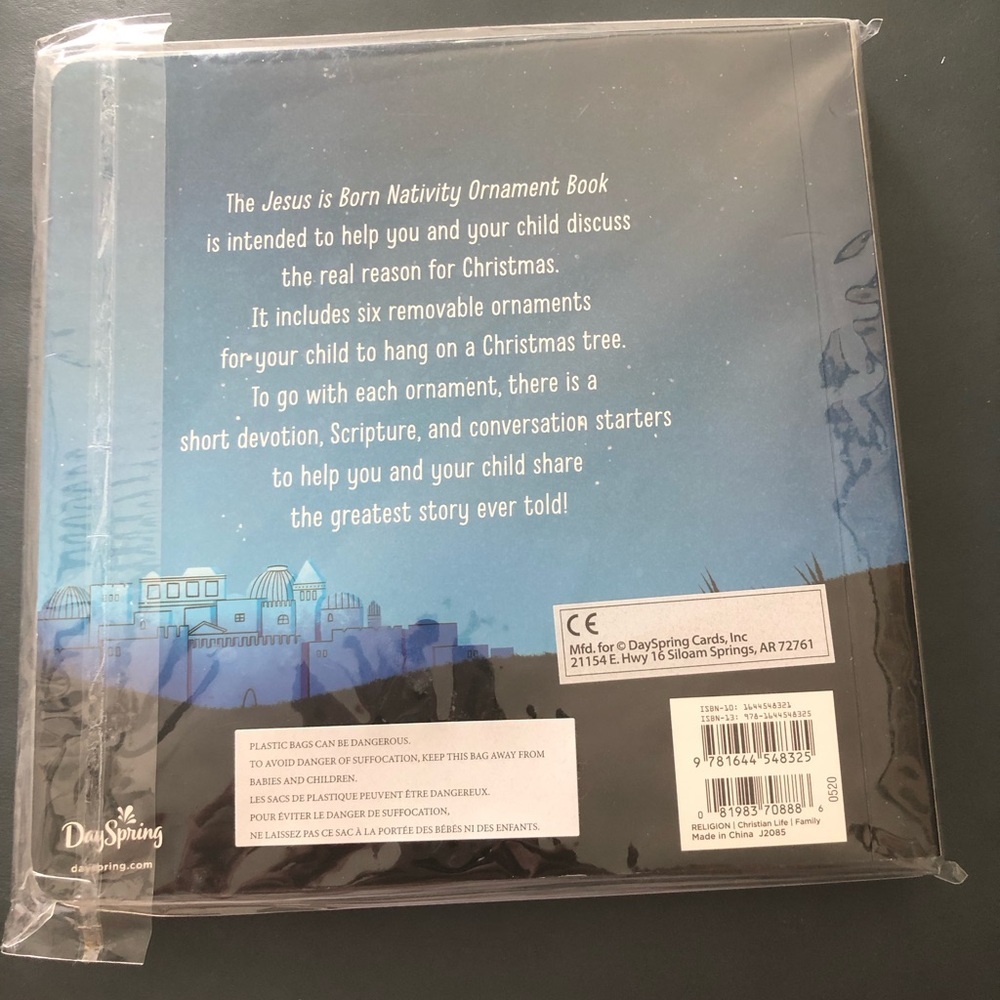 The Jesus is Born Nativity Ornament Book
is intended to help you and your child discuss
the real reason for Christmas.
It includes six removable ornaments
for your child to hang on a Christmas tree.
To go with each ornament, there is a
short devotion, Scripture, and conversation starters
to help you and your child share
the greatest story ever told!
CE
Mfd. for © DaySpring Cards, Inc
21154 E. Hwy 16 Siloam Springs, AR 72761
PLASTIC BAGS CAN BE DANGEROUS.
TO AVOID DANGER OF SUFFOCATION, KEEP THIS BAG AWAY FROM
BABIES AND CHILDREN.
LES SACS DE PLASTIQUE PEUVENT ÊTRE DANGEREUX.
POUR ÉVITER LE DANGER DE SUFFOCATION,
NE LAISSEZ PAS CE SAC À LA PORTÉE DES BÉBÉS NI DES ENFANTS.
ISBN-10: 1644548321
ISBN-13: 978-1644548325
9 781644 548325
0 81983 70888 6
0520
RELIGION | Christian Life | Family
Made in China J2085
DaySpring
dayspring.com